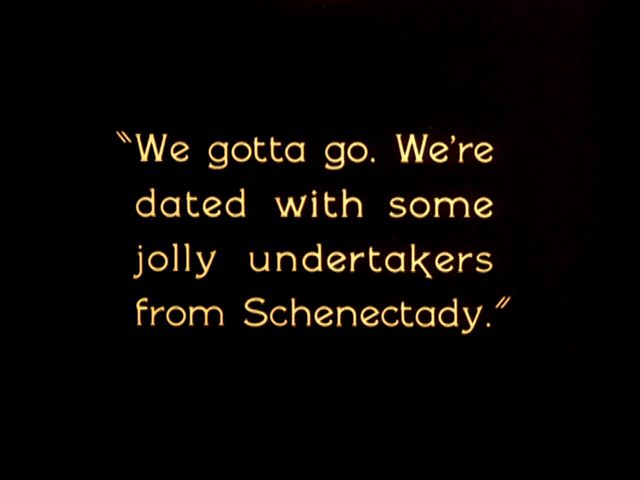 "We gotta go. We're
dated with some
jolly undertakers
from Schenectady."